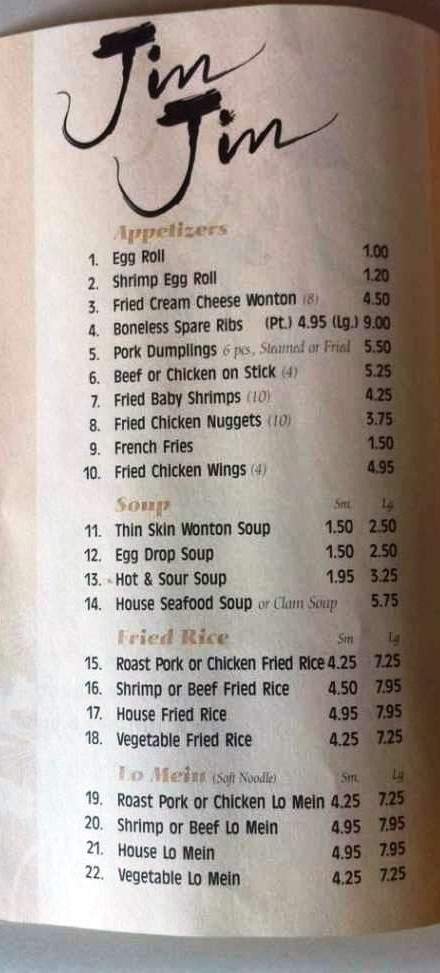 Jin
Jin
Appetizers
1. Egg Roll 1.00
2. Shrimp Egg Roll 1.20
3. Fried Cream Cheese Wonton (8) 4.50
4. Boneless Spare Ribs (Pt.) 4.95 (Lg.) 9.00
5. Pork Dumplings 6 pcs, Steamed or Fried 5.50
6. Beef or Chicken on Stick (4) 5.25
7. Fried Baby Shrimps (10) 4.25
8. Fried Chicken Nuggets (10) 3.75
9. French Fries 1.50
10. Fried Chicken Wings (4) 4.95
Soup Sm. Lg
11. Thin Skin Wonton Soup 1.50 2.50
12. Egg Drop Soup 1.50 2.50
13. Hot & Sour Soup 1.95 3.25
14. House Seafood Soup or Clam Soup 5.75
Fried Rice Sm Lg
15. Roast Pork or Chicken Fried Rice 4.25 7.25
16. Shrimp or Beef Fried Rice 4.50 7.95
17. House Fried Rice 4.95 7.95
18. Vegetable Fried Rice 4.25 7.25
Lo Mein (Soft Noodle) Sm. Lg
19. Roast Pork or Chicken Lo Mein 4.25 7.25
20. Shrimp or Beef Lo Mein 4.95 7.95
21. House Lo Mein 4.95 7.95
22. Vegetable Lo Mein 4.25 7.25